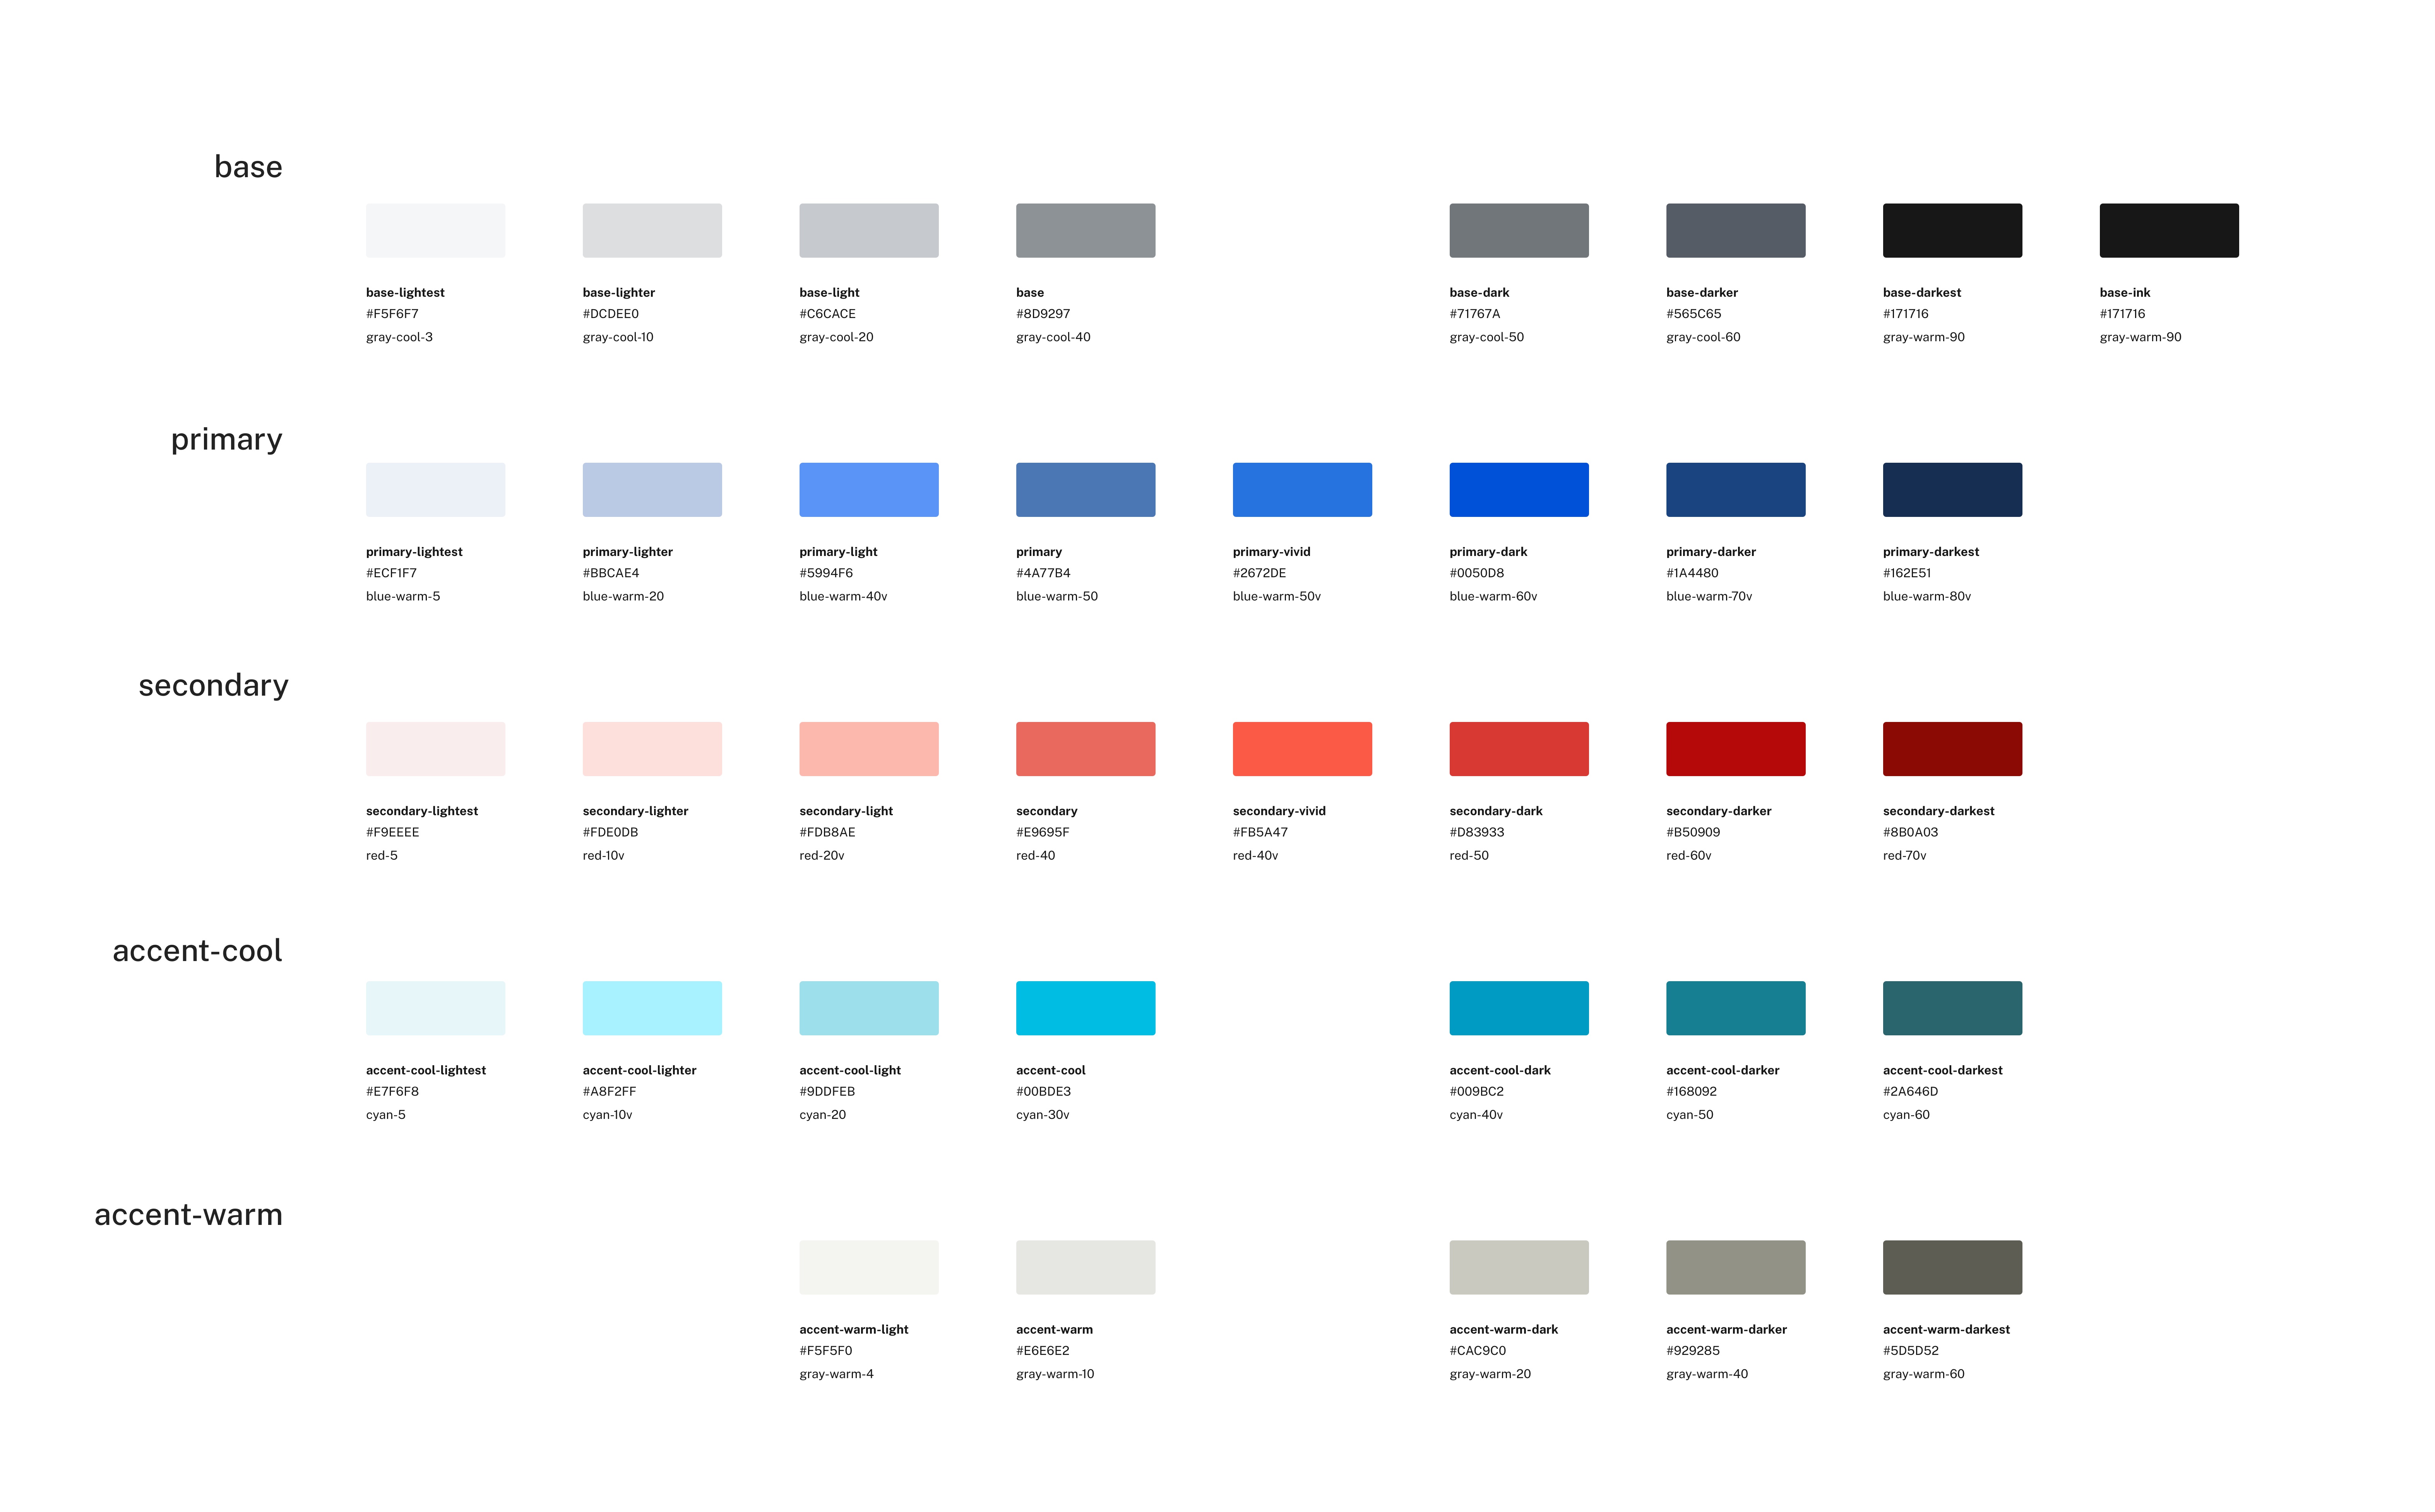 base
base-lightest
#F5F6F7
gray-cool-3
base-lighter
#DCDEE0
gray-cool-10
base-light
#C6CACE
gray-cool-20
base
#8D9297
gray-cool-40
base-dark
#71767A
gray-cool-50
base-darker
#565C65
gray-cool-60
base-darkest
#171716
gray-warm-90
base-ink
#171716
gray-warm-90
primary
primary-lightest
#ECF1F7
blue-warm-5
primary-lighter
#BBCAE4
blue-warm-20
primary-light
#5994F6
blue-warm-40v
primary
#4A77B4
blue-warm-50
primary-vivid
#2672DE
blue-warm-50v
primary-dark
#0050D8
blue-warm-60v
primary-darker
#1A4480
blue-warm-70v
primary-darkest
#162E51
blue-warm-80v
secondary
secondary-lightest
#F9EEEE
red-5
secondary-lighter
#FDE0DB
red-10v
secondary-light
#FDB8AE
red-20v
secondary
#E9695F
red-40
secondary-vivid
#FB5A47
red-40v
secondary-dark
#D83933
red-50
secondary-darker
#B50909
red-60v
secondary-darkest
#8B0A03
red-70v
accent-cool
accent-cool-lightest
#E7F6F8
cyan-5
accent-cool-lighter
#A8F2FF
cyan-10v
accent-cool-light
#9DDFEB
cyan-20
accent-cool
#00BDE3
cyan-30v
accent-cool-dark
#009BC2
cyan-40v
accent-cool-darker
#168092
cyan-50
accent-cool-darkest
#2A646D
cyan-60
accent-warm
accent-warm-light
#F5F5F0
gray-warm-4
accent-warm
#E6E6E2
gray-warm-10
accent-warm-dark
#CAC9C0
gray-warm-20
accent-warm-darker
#929285
gray-warm-40
accent-warm-darkest
#5D5D52
gray-warm-60